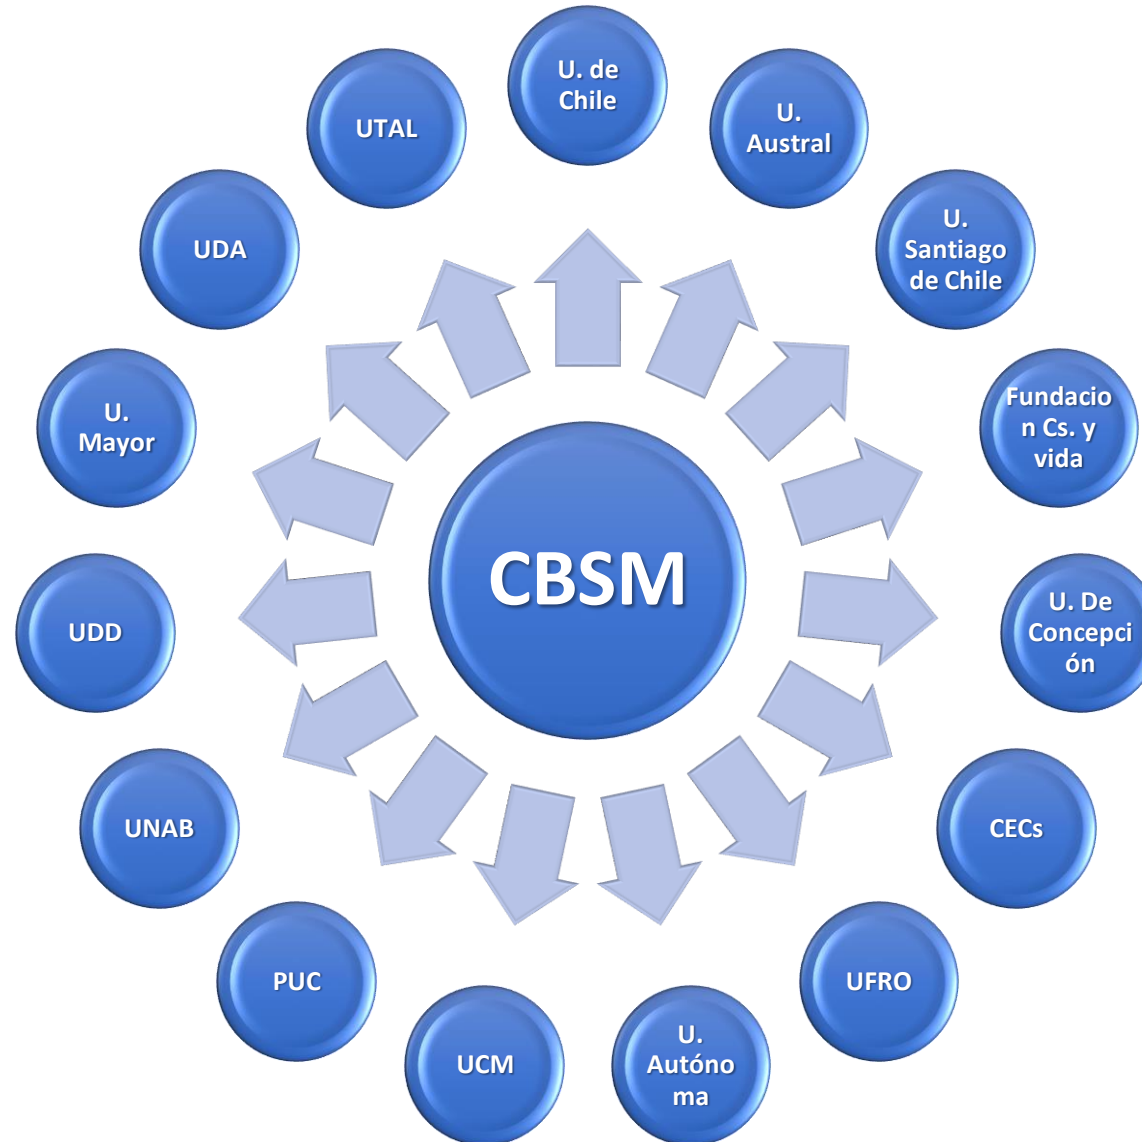 U. de
Chile
U.
Austral
U.
Santiago
de Chile
Fundacio
n Cs. y
vida
U. De
Concepci
ón
CECs
UFRO
U.
Autóno
ma
UCM
PUC
UNAB
UDD
U.
Mayor
UDA
UTAL
CBSM